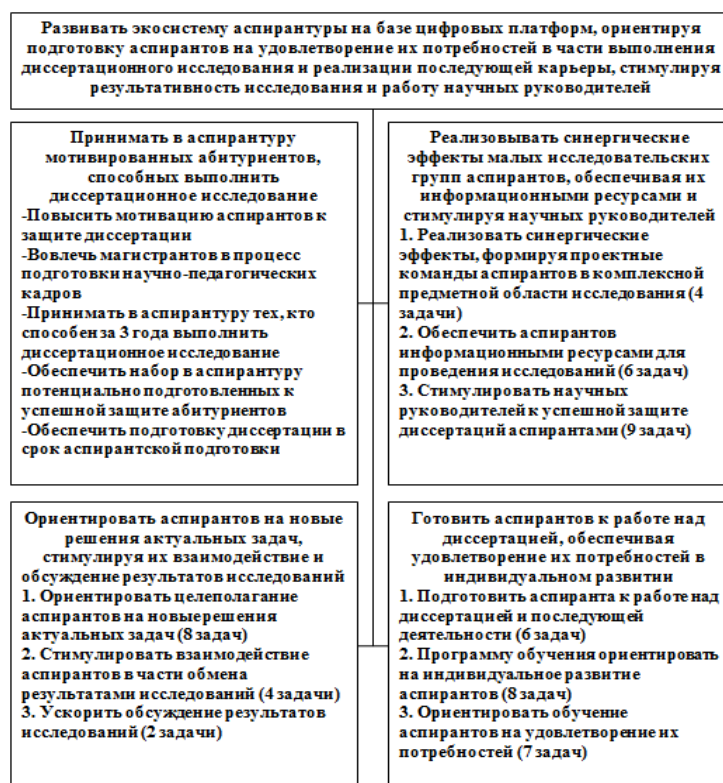 Развивать экосистему аспирантуры на базе цифровых платформ, ориентируя
подготовку аспирантов на удовлетворение их потребностей в части выполнения
диссертационного исследования и реализации последующей карьеры, стимулируя
результативность исследования и работу научных руководителей
Принимать в аспирантуру
мотивированных абитуриентов,
способных выполнить
диссертационное исследование
-Повысить мотивацию аспирантов к
защите диссертации
-Вовлечь магистрантов в процесс
подготовки научно-педагогических
кадров
-Принимать в аспирантуру тех, кто
способен за 3 года выполнить
диссертационное исследование
-Обеспечить набор в аспирантуру
потенциально подготовленных к
успешной защите абитуриентов
-Обеспечить подготовку диссертации в
срок аспирантской подготовки
Реализовывать синергические
эффекты малых исследовательских
групп аспирантов, обеспечивая их
информационными ресурсами и
стимулируя научных руководителей
1. Реализовать синергические
эффекты, формируя проектные
команды аспирантов в комплексной
предметной области исследования (4
задачи)
2. Обеспечить аспирантов
информационными ресурсами для
проведения исследований (6 задач)
3. Стимулировать научных
руководителей к успешной защите
диссертаций аспирантами (9 задач)
Ориентировать аспирантов на новые
решения актуальных задач,
стимулируя их взаимодействие и
обсуждение результатов исследований
1. Ориентировать целеполагание
аспирантов на новыерешения
актуальных задач (8 задач)
2. Стимулировать взаимодействие
аспирантов в части обмена
результатами исследований (4 задачи)
3. Ускорить обсуждение результатов
исследований (2 задачи)
Готовить аспирантов к работе над
диссертацией, обеспечивая
удовлетворение их потребностей в
индивидуальном развитии
1. Подготовить аспиранта к работе над
диссертацией и последующей
деятельности (6 задач)
2. Программу обучения ориентировать
на индивидуальное развитие
аспирантов (8 задач)
3. Ориентировать обучение
аспирантов на удовлетворение их
потребностей (7 задач)